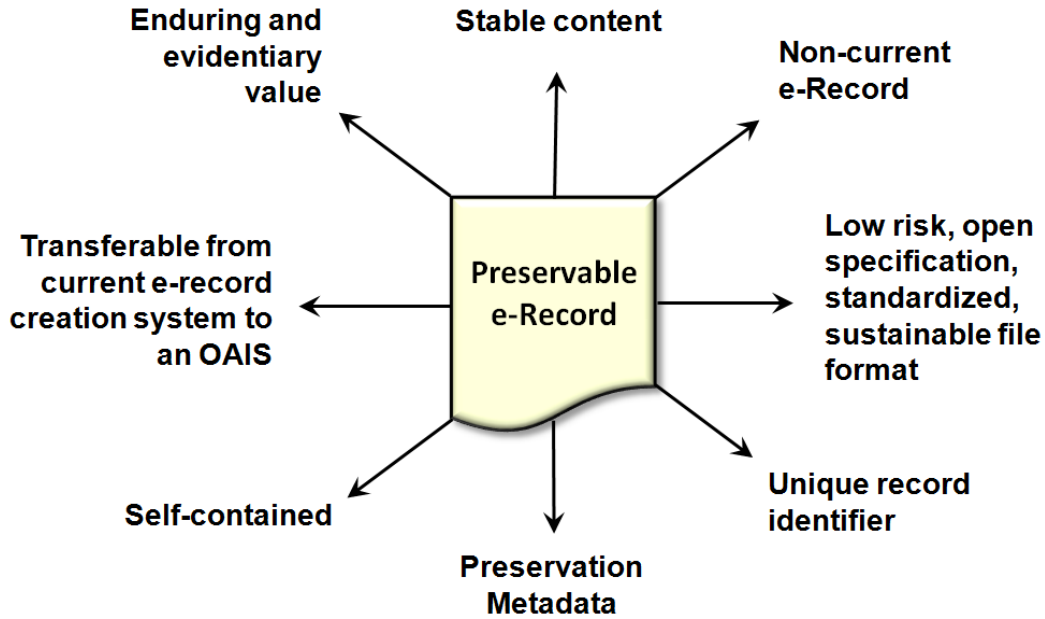 Enduring and
evidentiary
value
Stable content
Non-current
e-Record
Transferable from
current e-record
creation system to
an OAIS
Preservable
e-Record
Low risk, open
specification,
standardized,
sustainable file
format
Self-contained
Preservation
Metadata
Unique record
identifier